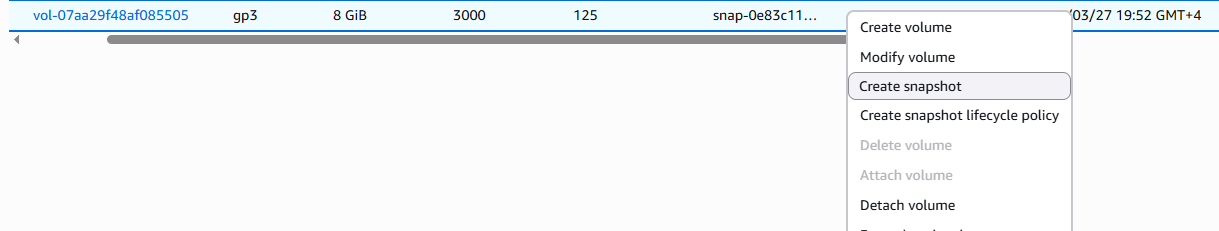 vol-07aa29f48af085505 gp3 8 GiB 3000 125 snap-0e83c11... /03/27 19:52 GMT+4
Create volume
Modify volume
Create snapshot
Create snapshot lifecycle policy
Delete volume
Attach volume
Detach volume